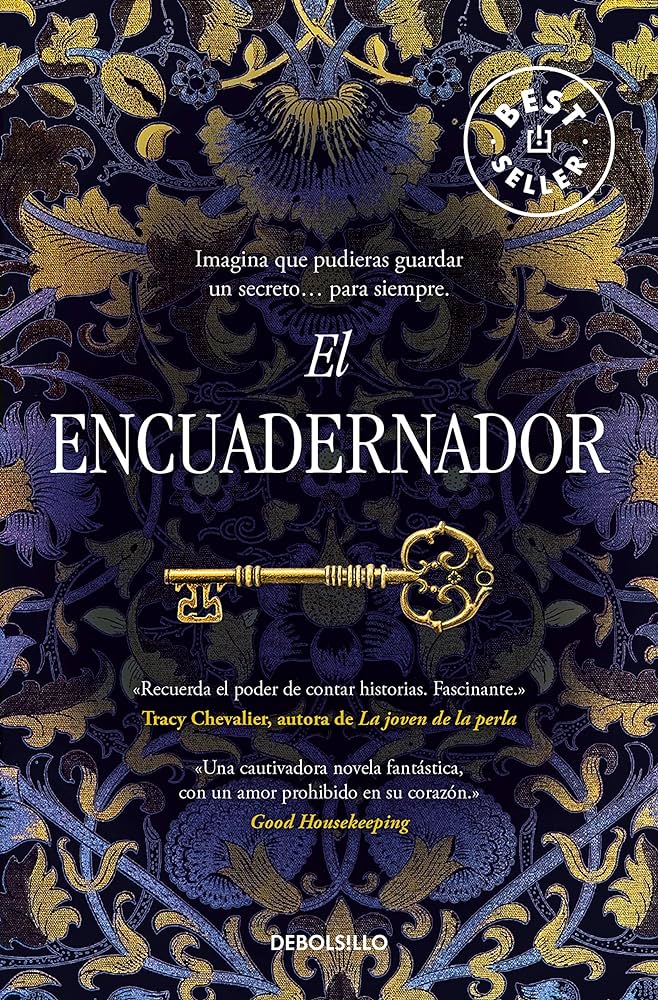 BEST
SELLER
Imagina que pudieras guardar
un secreto… para siempre.
El
ENCUADERNADOR
«Recuerda el poder de contar historias. Fascinante.»
Tracy Chevalier, autora de La joven de la perla
«Una cautivadora novela fantástica,
con un amor prohibido en su corazón.»
Good Housekeeping
DEBOLS!LLO